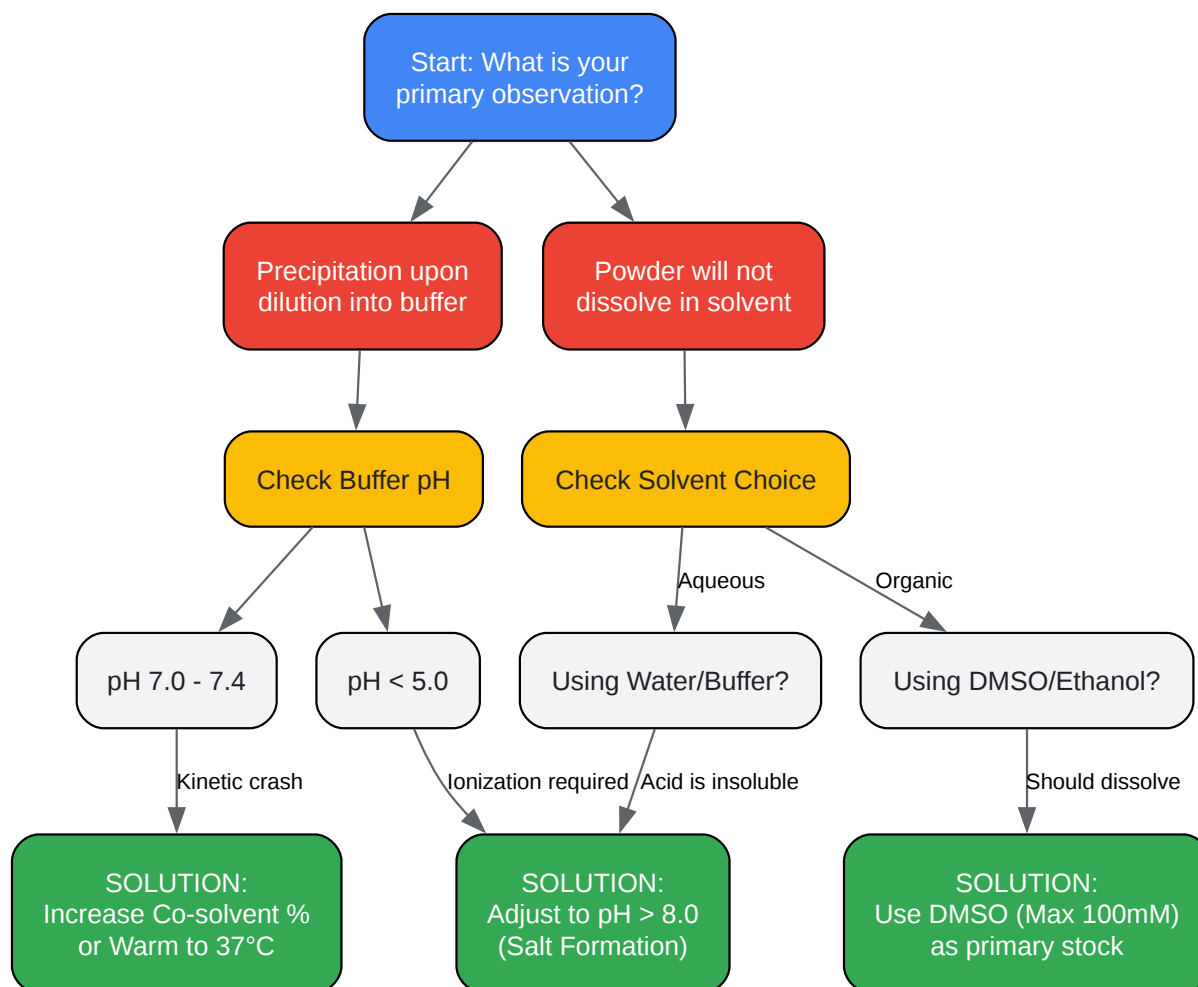 Start: What is your
primary observation?
Precipitation upon
dilution into buffer
Powder will not
dissolve in solvent
Check Buffer pH
Check Solvent Choice
Aqueous
Organic
pH 7.0 - 7.4
pH < 5.0
Using Water/Buffer?
Using DMSO/Ethanol?
Kinetic crash
Ionization required
Acid is insoluble
Should dissolve
SOLUTION:
Increase Co-solvent %
or Warm to 37°C
SOLUTION:
Adjust to pH > 8.0
(Salt Formation)
SOLUTION:
Use DMSO (Max 100mM)
as primary stock